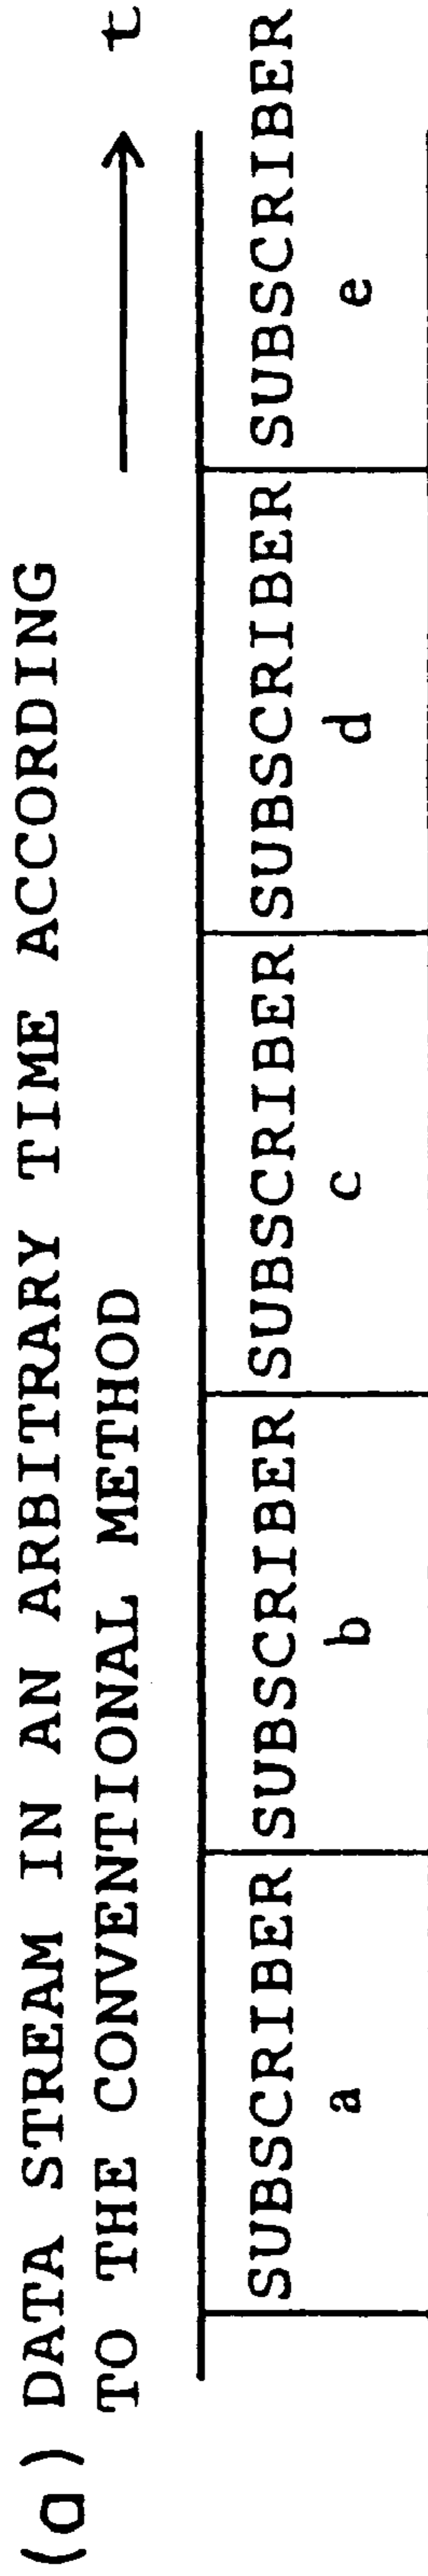 (a) DATA STREAM IN AN ARBITRARY TIME ACCORDING
TO THE CONVENTIONAL METHOD
t
SUBSCRIBER SUBSCRIBER SUBSCRIBER SUBSCRIBER SUBSCRIBER
a b c d e